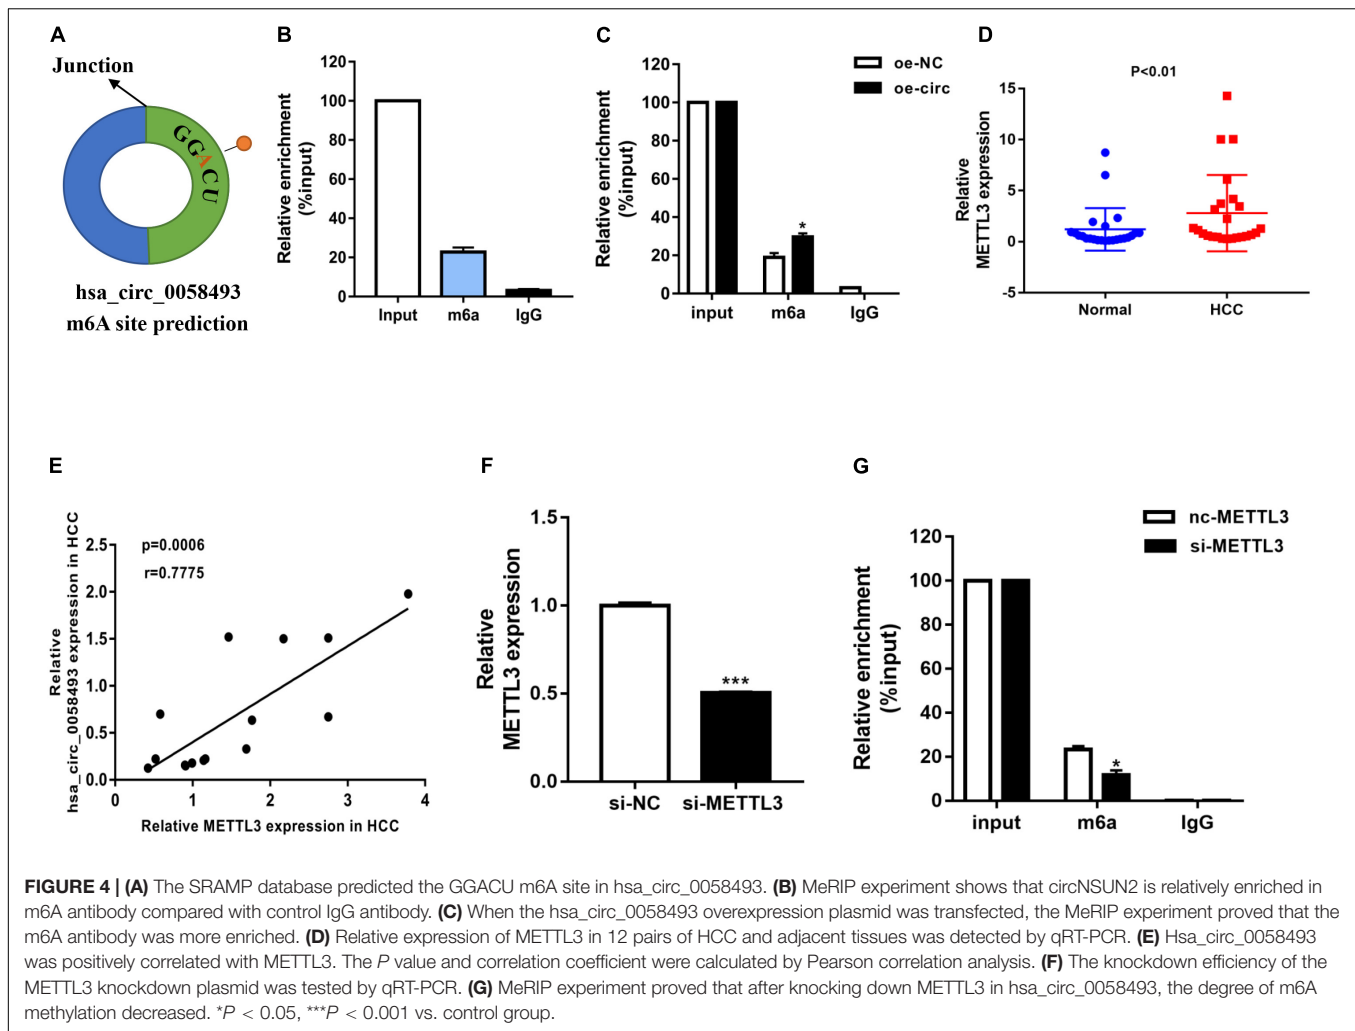 A
Junction
GGACU
hsa_circ_0058493
m6A site prediction
B
Relative enrichment
(%input)
120
100
80
60
40
20
0
Input
m6a
IgG
C
Relative enrichment
(%input)
120
100
80
60
40
20
0
*
input
m6a
IgG
oe-NC
oe-circ
D
P<0.01
Relative
METTL3 expression
15
10
5
0
-5
Normal
HCC
E
p=0.0006
r=0.7775
Relative
hsa_circ_0058493 expression in HCC
2.5
2.0
1.5
1.0
0.5
0.0
0
1
2
3
4
Relative METTL3 expression in HCC
F
Relative
METTL3 expression
1.5
1.0
0.5
0.0
***
si-NC
si-METTL3
G
nc-METTL3
si-METTL3
Relative enrichment
(%input)
120
100
80
60
40
20
0
*
input
m6a
IgG
FIGURE 4 | (A) The SRAMP database predicted the GGACU m6A site in hsa_circ_0058493. (B) MeRIP experiment shows that circNSUN2 is relatively enriched in
m6A antibody compared with control IgG antibody. (C) When the hsa_circ_0058493 overexpression plasmid was transfected, the MeRIP experiment proved that the
m6A antibody was more enriched. (D) Relative expression of METTL3 in 12 pairs of HCC and adjacent tissues was detected by qRT-PCR. (E) Hsa_circ_0058493
was positively correlated with METTL3. The P value and correlation coefficient were calculated by Pearson correlation analysis. (F) The knockdown efficiency of the
METTL3 knockdown plasmid was tested by qRT-PCR. (G) MeRIP experiment proved that after knocking down METTL3 in hsa_circ_0058493, the degree of m6A
methylation decreased. *P < 0.05, ***P < 0.001 vs. control group.